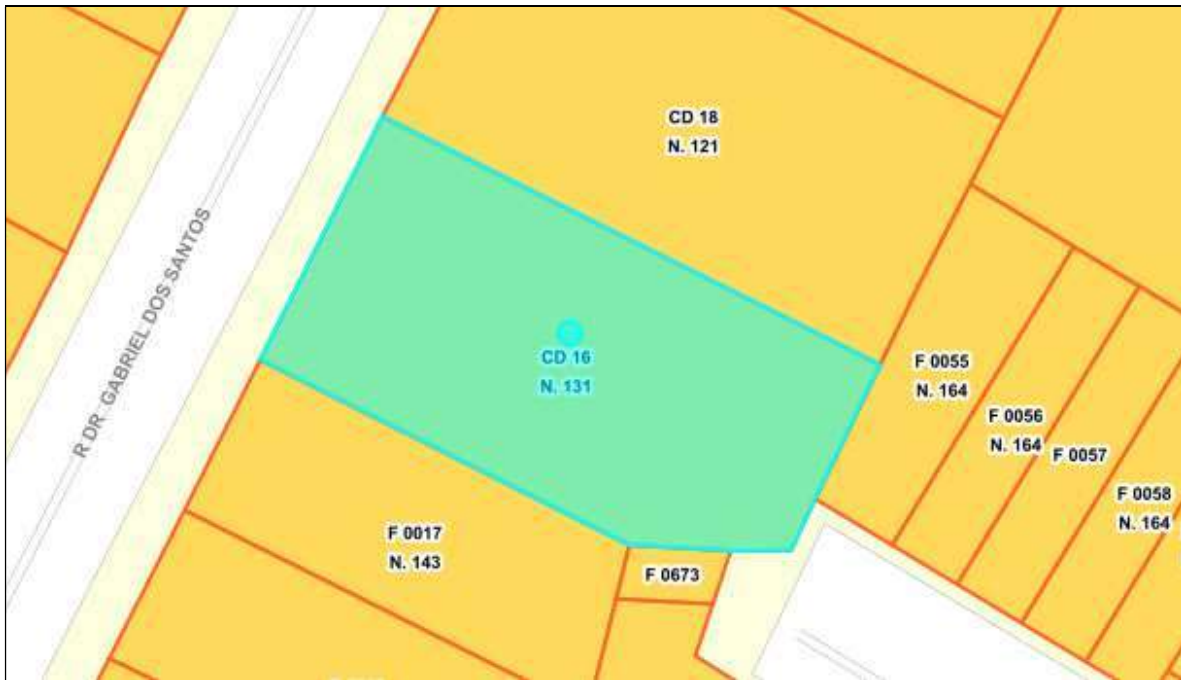 CD 18
N. 121
R DR GABRIEL DOS SANTOS
CD 16
N. 131
F 0055
N. 164
F 0056
N. 164
F 0057
F 0058
N. 164
F 0017
N. 143
F 0673